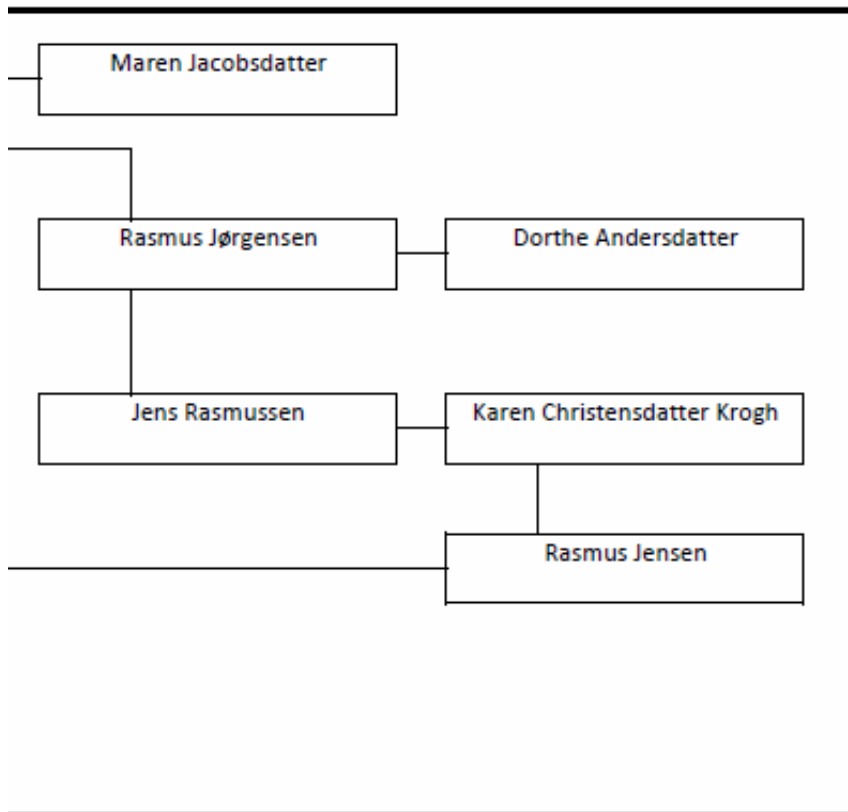 Maren Jacobsdatter
Rasmus Jørgensen
Dorthe Andersdatter
Jens Rasmussen
Karen Christensdatter Krogh
Rasmus Jensen